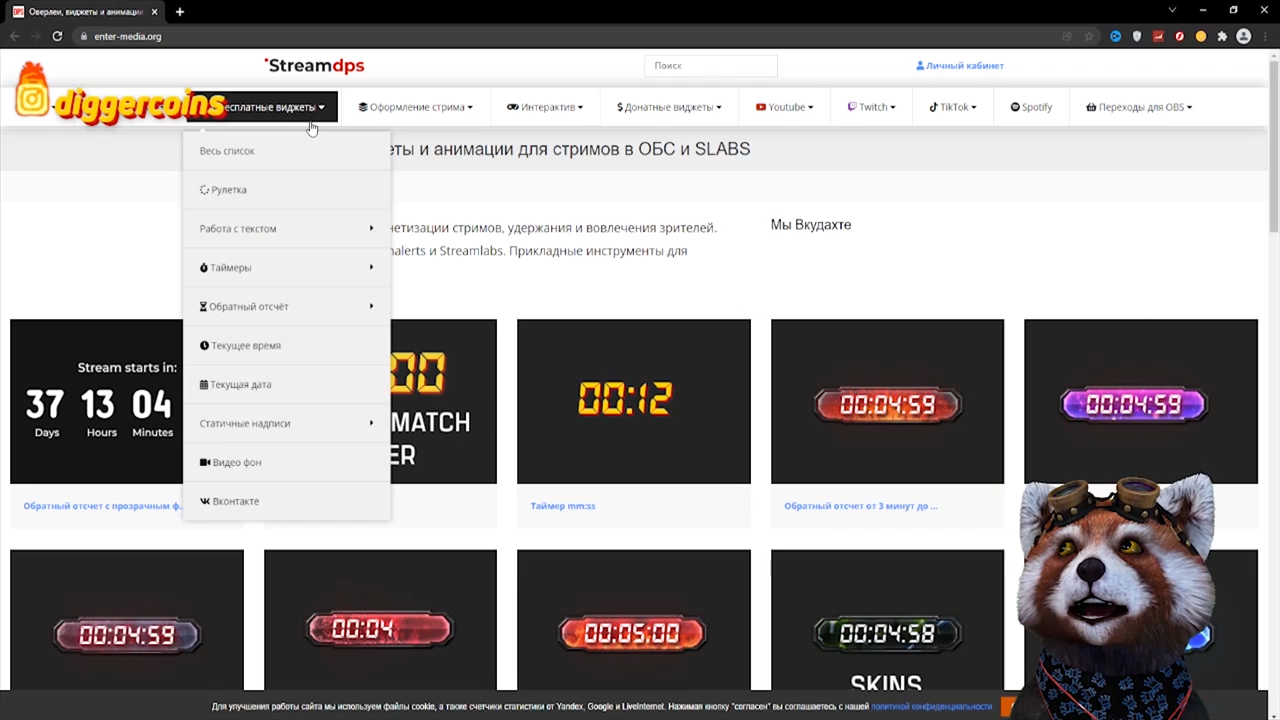 DPS Оверлеи, виджеты и анимации
enter-media.org
Streamdps
Поиск
Личный кабинет
diggercoins
бесплатные виджеты
Оформление стрима
Интерактив
Донатные виджеты
Youtube
Twitch
TikTok
Spotify
Переходы для OBS
Весь список
Рулетка
Работа с текстом
Таймеры
Обратный отсчёт
Текущее время
Текущая дата
Статичные надписи
Видео фон
Вконтакте
еты и анимации для стримов в ОБС и SLABS
нетизации стримов, удержания и вовлечения зрителей.
nalerts и Streamlabs. Прикладные инструменты для
Мы Вкудахте
Stream starts in:
37 13 04
Days Hours Minutes
00
MATCH
ER
00:12
00:04:59
00:04:59
Обратный отсчет с прозрачным ф...
Таймер mm:ss
Обратный отсчет от 3 минут до ...
00:04:59
00:04
00:05:00
00:04:58
SKINS
Для улучшения работы сайта мы используем файлы cookie, а также счетчики статистики от Yandex, Google и LiveInternet. Нажимая кнопку "согласен" вы соглашаетесь с нашей политикой конфиденциальности